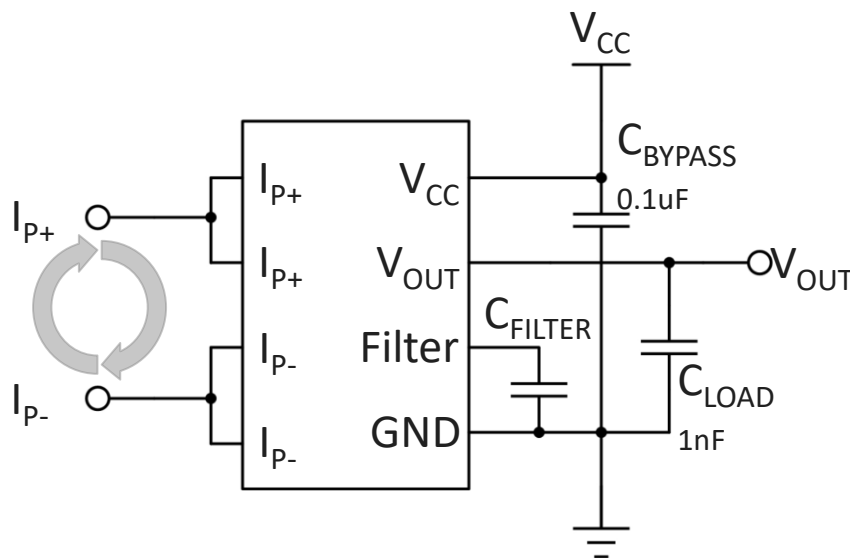 VCC
CBYPASS
0.1uF
IP+
IP+
VCC
IP+
VOUT
VOUT
CFILTER
IP-
Filter
IP-
CLOAD
IP-
GND
1nF